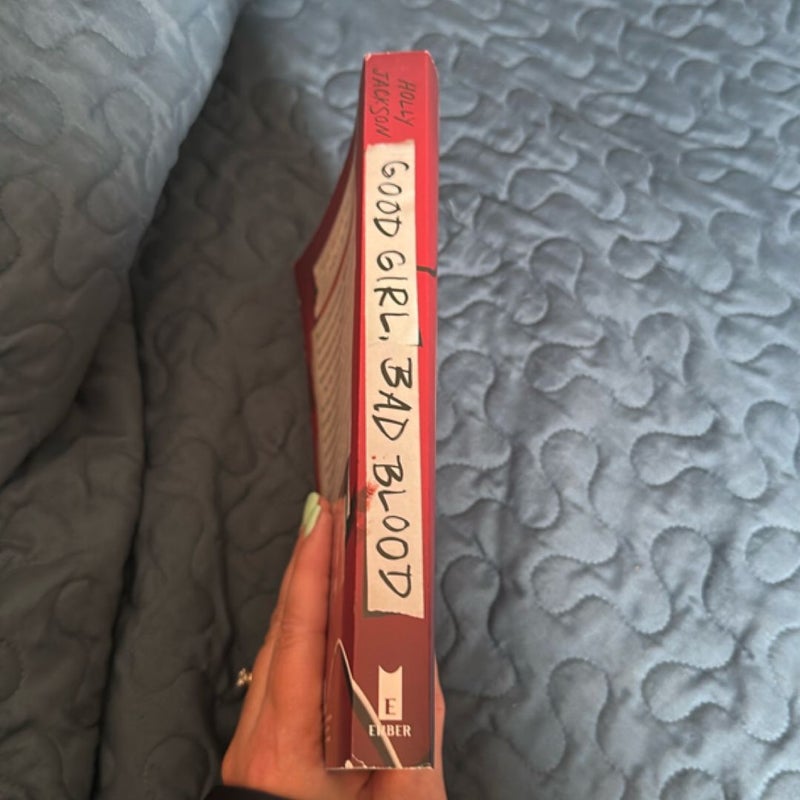 HOLLY
JACKSON
GOOD GIRL, BAD BLOOD
E
EMBER